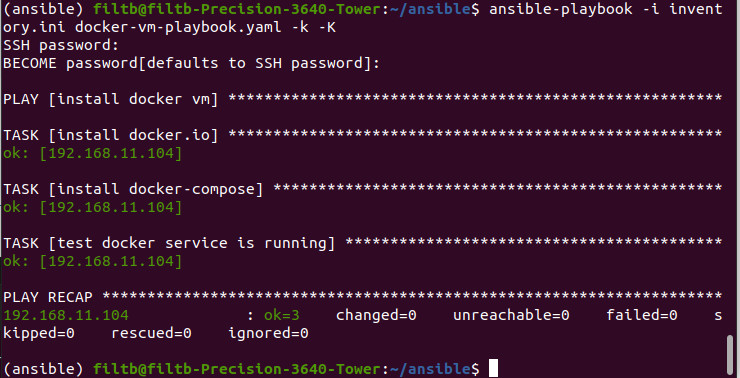 (ansible) filtb@filtb-Precision-3640-Tower:~/ansible$ ansible-playbook -i invent
ory.ini docker-vm-playbook.yaml -k -K
SSH password:
BECOME password[defaults to SSH password]:
PLAY [install docker vm] *******************************************************
TASK [install docker.io] *******************************************************
ok: [192.168.11.104]
TASK [install docker-compose] **************************************************
ok: [192.168.11.104]
TASK [test docker service is running] ******************************************
ok: [192.168.11.104]
PLAY RECAP *********************************************************************
192.168.11.104             : ok=3    changed=0    unreachable=0    failed=0    s
kipped=0    rescued=0    ignored=0
(ansible) filtb@filtb-Precision-3640-Tower:~/ansible$